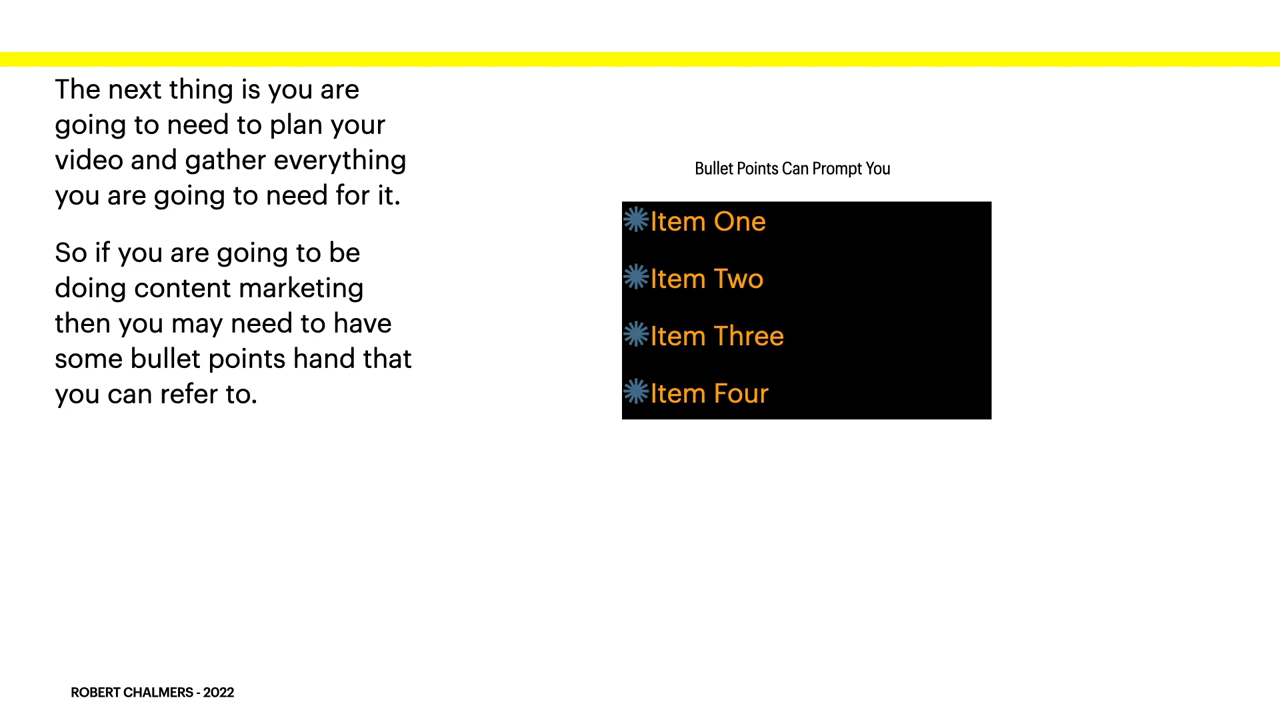 The next thing is you are
going to need to plan your
video and gather everything
you are going to need for it.
So if you are going to be
doing content marketing
then you may need to have
some bullet points hand that
you can refer to.
Bullet Points Can Prompt You
Item One
Item Two
Item Three
Item Four
ROBERT CHALMERS - 2022